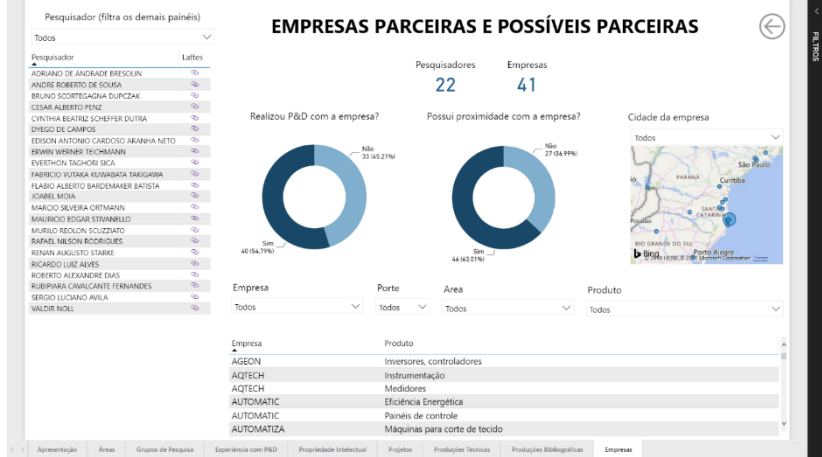 Pesquisador (filtra os demais painéis)
Todos
Pesquisador Lattes
ADRIANO DE ANDRADE BRESOLIN
ANDRE ROBERTO DE SOUSA
BRUNO SCORTEGAGNA DUPCZAK
CESAR ALBERTO PENZ
CYNTHIA BEATRIZ SCHEFFER DUTRA
DYEGO DE CAMPOS
EDISON ANTONIO CARDOSO ARANHA NETO
ERWIN WERNER TEICHMANN
EVERTHON TAGHORI SICA
FABRICIO YUTAKA KUWABATA TAKIGAWA
FLABIO ALBERTO BARDEMAKER BATISTA
JOABEL MOIA
MARCIO SILVEIRA ORTMANN
MAURICIO EDGAR STIVANELLO
MURILO REOLON SCUZZIATO
RAFAEL NILSON RODRIGUES
RENAN AUGUSTO STARKE
RICARDO LUIZ ALVES
ROBERTO ALEXANDRE DIAS
RUBIPIARA CAVALCANTE FERNANDES
SERGIO LUCIANO AVILA
VALDIR NOLL
EMPRESAS PARCEIRAS E POSSÍVEIS PARCEIRAS
FILTROS
Pesquisadores Empresas
22 41
Realizou P&D com a empresa?
Não
33 (45,21%)
Sim
40 (54,79%)
Possui proximidade com a empresa?
Não
27 (36,99%)
Sim
46 (63,01%)
Cidade da empresa
Todos
São Paulo
PARANÁ
Curitiba
SANTA
CATARINA
RIO GRANDE DO SUL
Porto Alegre
Bing
Empresa Porte Area Produto
Todos Todos Todos Todos
Empresa Produto
AGEON Inversores, controladores
AQTECH Instrumentação
AQTECH Medidores
AUTOMATIC Eficiência Energética
AUTOMATIC Painéis de controle
AUTOMATIZA Máquinas para corte de tecido
Apresentação Áreas Grupos de Pesquisa Experiência com P&D Propriedade Intelectual Projetos Produções Técnicas Produções Bibliográficas Empresas